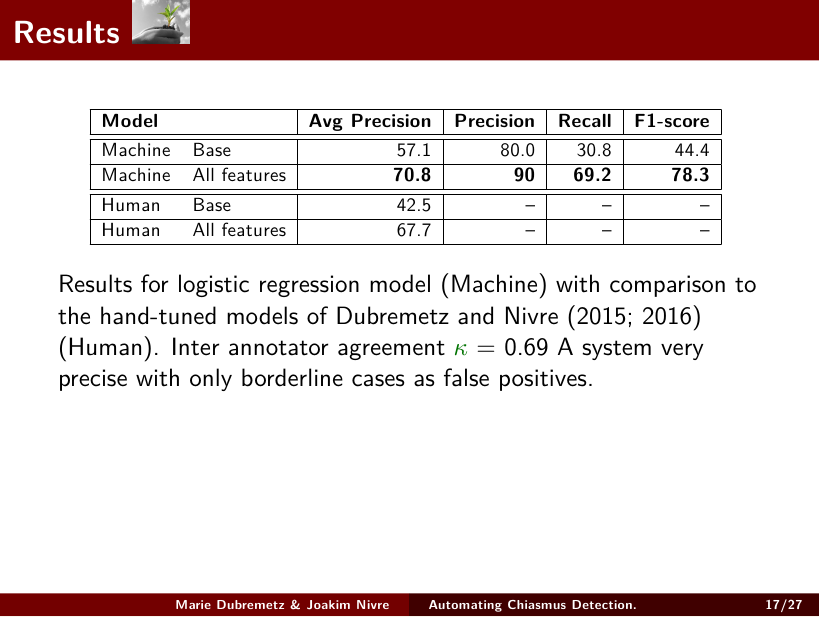 Results
Model Avg Precision Precision Recall F1-score
Machine Base 57.1 80.0 30.8 44.4
Machine All features 70.8 90 69.2 78.3
Human Base 42.5 – – –
Human All features 67.7 – – –
Results for logistic regression model (Machine) with comparison to
the hand-tuned models of Dubremetz and Nivre (2015; 2016)
(Human). Inter annotator agreement κ = 0.69 A system very
precise with only borderline cases as false positives.
Marie Dubremetz & Joakim Nivre Automating Chiasmus Detection. 17/27